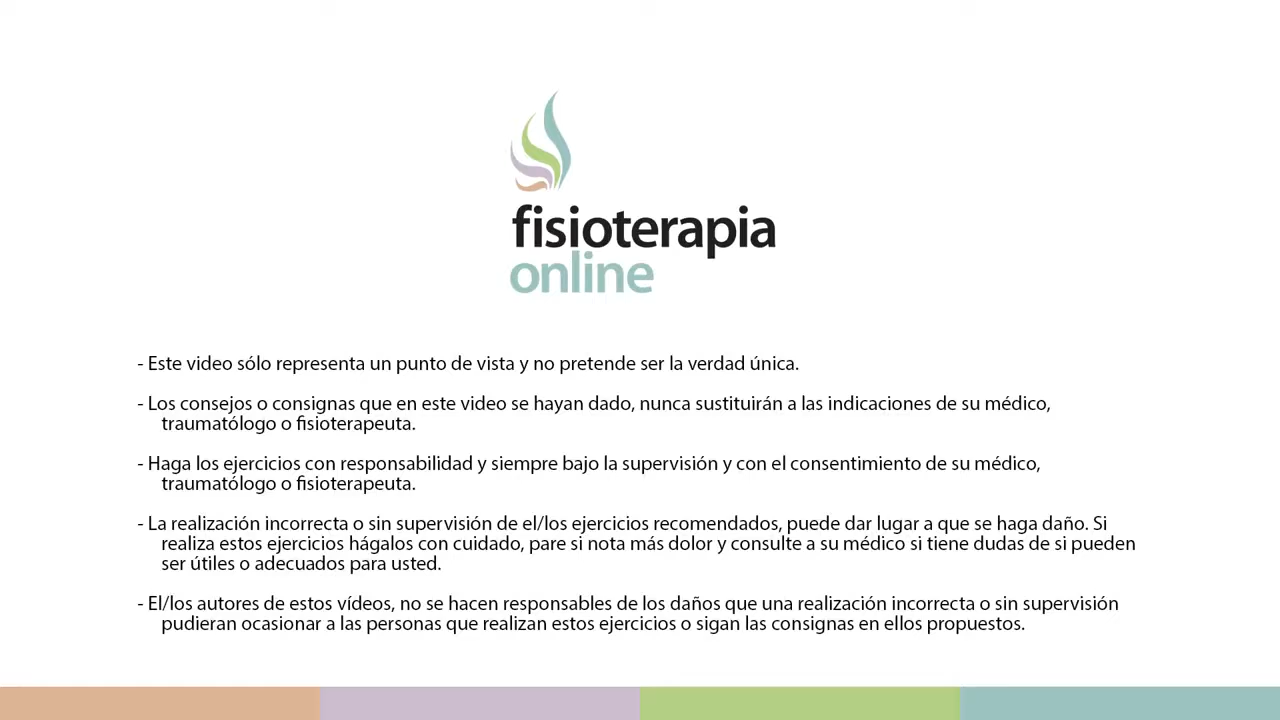 fisioterapia
online
- Este video sólo representa un punto de vista y no pretende ser la verdad única.
- Los consejos o consignas que en este video se hayan dado, nunca sustituirán a las indicaciones de su médico,
traumatólogo o fisioterapeuta.
- Haga los ejercicios con responsabilidad y siempre bajo la supervisión y con el consentimiento de su médico,
traumatólogo o fisioterapeuta.
- La realización incorrecta o sin supervisión de el/los ejercicios recomendados, puede dar lugar a que se haga daño. Si
realiza estos ejercicios hágalos con cuidado, pare si nota más dolor y consulte a su médico si tiene dudas de si pueden
ser útiles o adecuados para usted.
- El/los autores de estos vídeos, no se hacen responsables de los daños que una realización incorrecta o sin supervisión
pudieran ocasionar a las personas que realizan estos ejercicios o sigan las consignas en ellos propuestos.